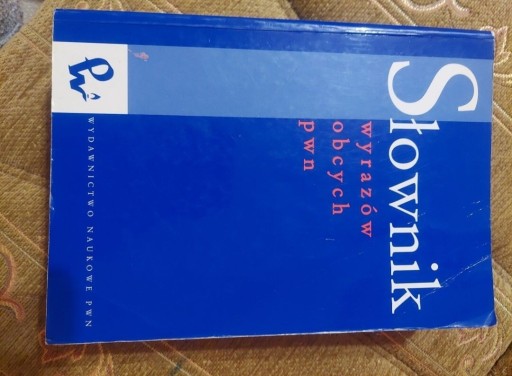 Słownik
wyrazów
obcych
pwn
WYDAWNICTWO NAUKOWE PWN